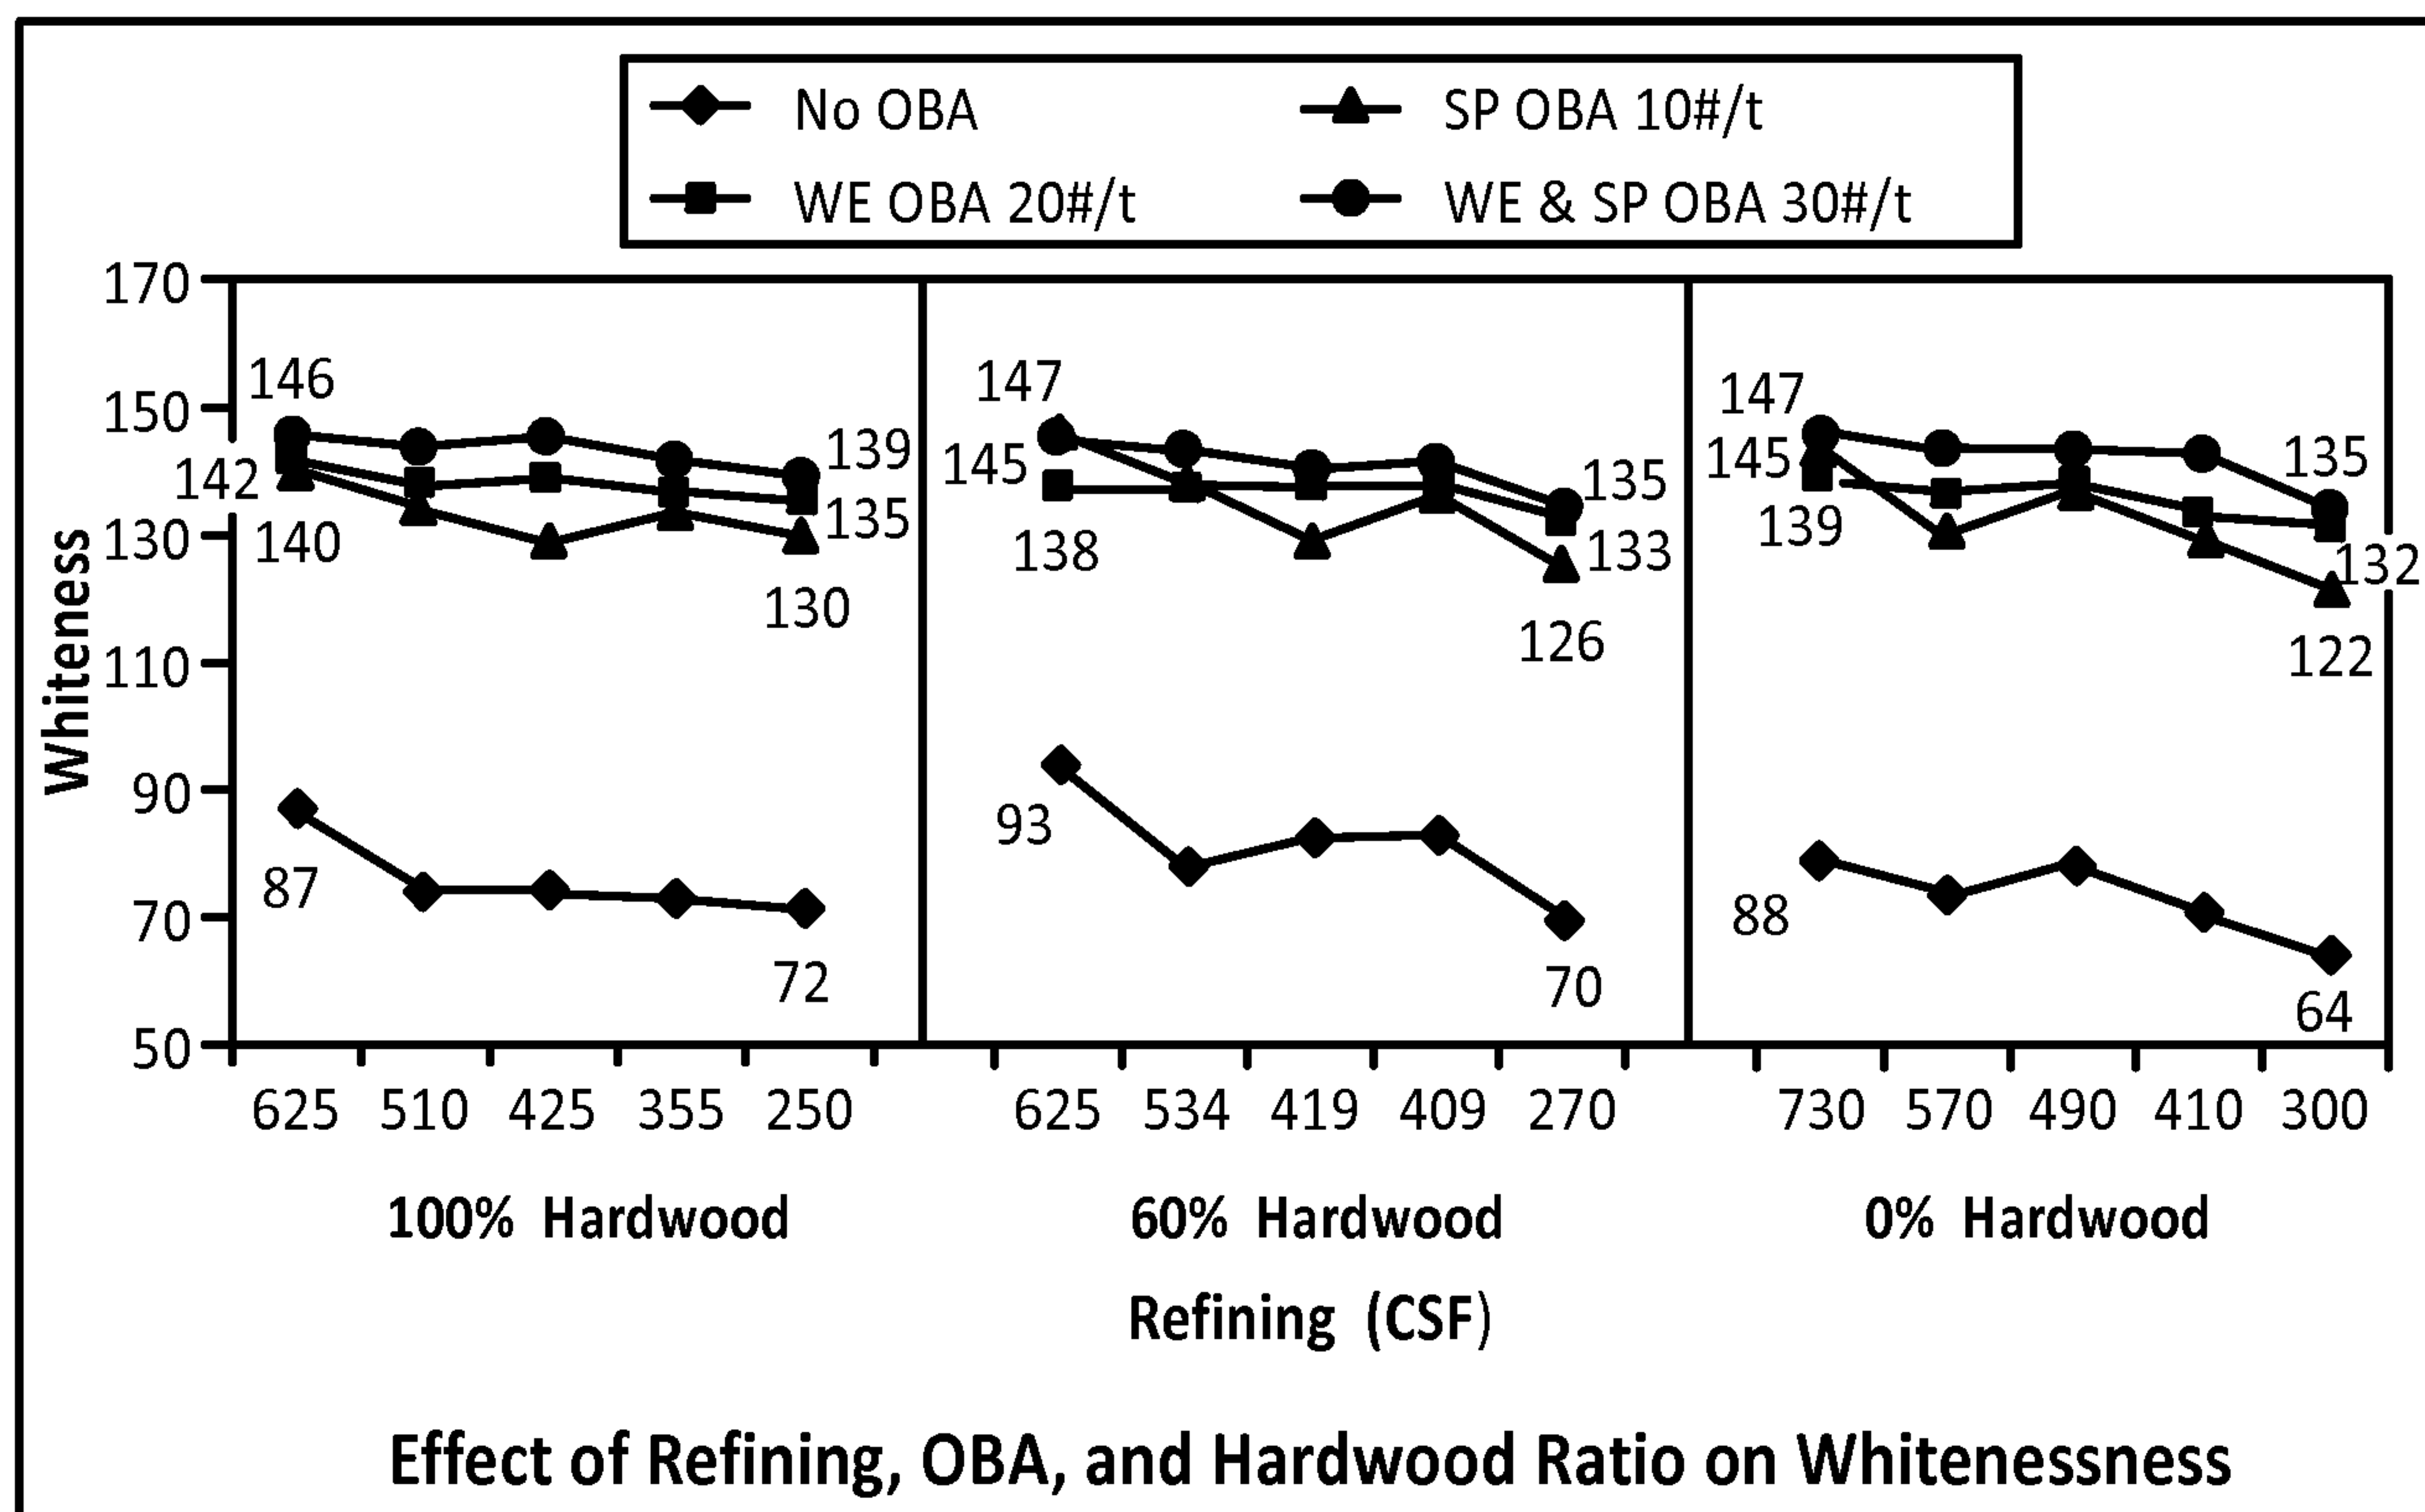 No OBA
SP OBA 10#/t
WE OBA 20#/t
WE & SP OBA 30#/t
Whiteness
170
150
130
110
90
70
50
146
142
140
139
135
130
87
72
147
145
138
135
133
126
93
70
147
145
139
135
132
122
88
64
625 510 425 355 250
625 534 419 409 270
730 570 490 410 300
100% Hardwood
60% Hardwood
0% Hardwood
Refining (CSF)
Effect of Refining, OBA, and Hardwood Ratio on Whitenessness